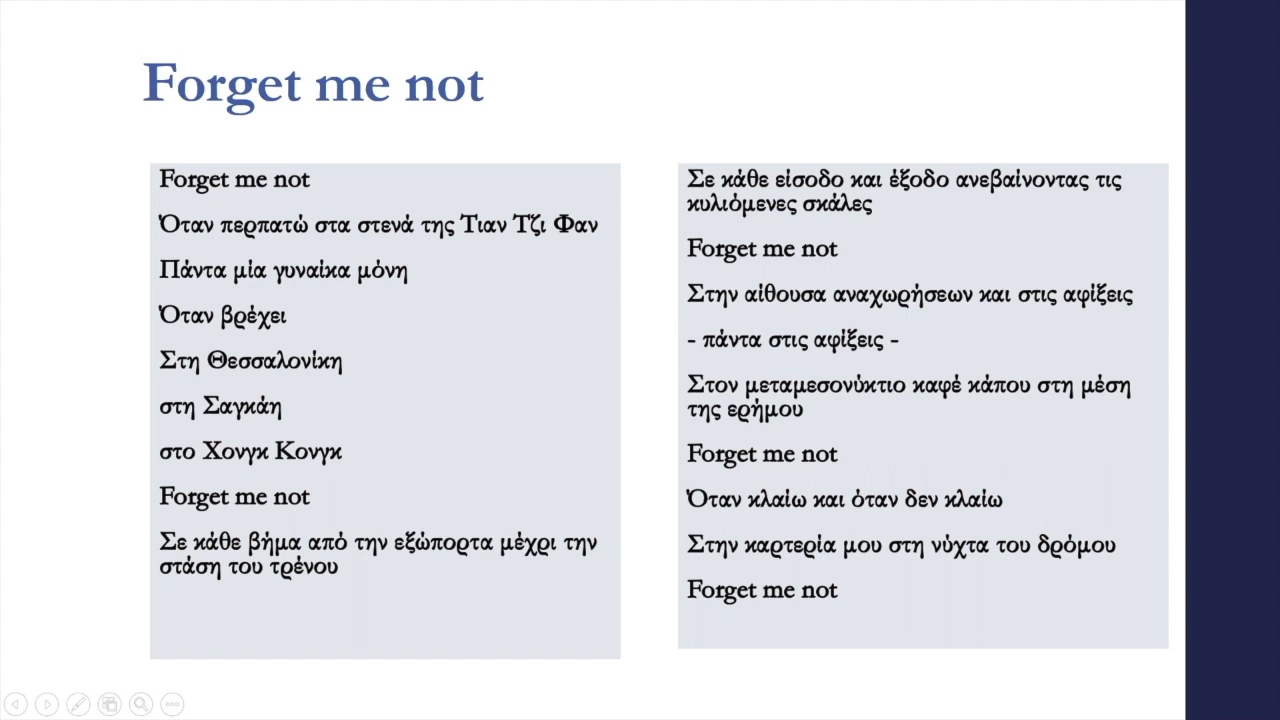 Forget me not
Forget me not
Όταν περπατώ στα στενά της Τιαν Τζι Φαν
Πάντα μία γυναίκα μόνη
Όταν βρέχει
Στη Θεσσαλονίκη
στη Σαγκάη
στο Χονγκ Κονγκ
Forget me not
Σε κάθε βήμα από την εξώπορτα μέχρι την
στάση του τρένου
Σε κάθε είσοδο και έξοδο ανεβαίνοντας τις
κυλιόμενες σκάλες
Forget me not
Στην αίθουσα αναχωρήσεων και στις αφίξεις
- πάντα στις αφίξεις -
Στον μεταμεσονύκτιο καφέ κάπου στη μέση
της ερήμου
Forget me not
Όταν κλαίω και όταν δεν κλαίω
Στην καρτερία μου στη νύχτα του δρόμου
Forget me not